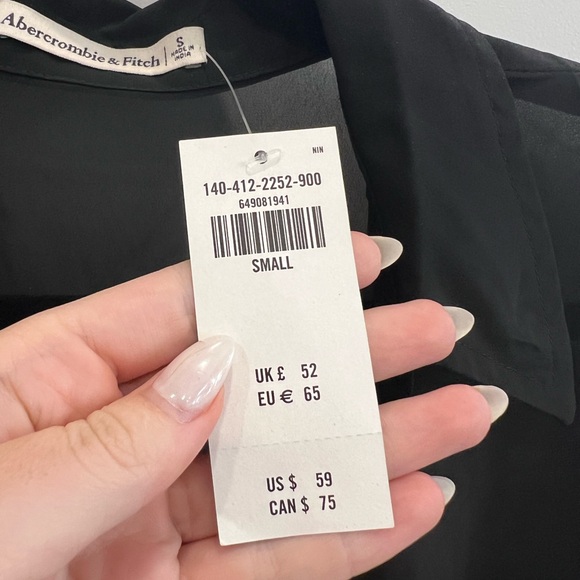 Abercrombie & Fitch
S
MADE IN
INDIA
NIN
140-412-2252-900
649081941
SMALL
UK £ 52
EU € 65
US $ 59
CAN $ 75